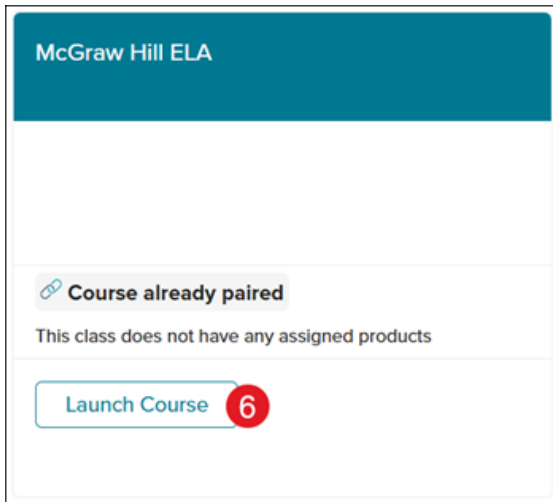 McGraw Hill ELA
Course already paired
This class does not have any assigned products
Launch Course 6